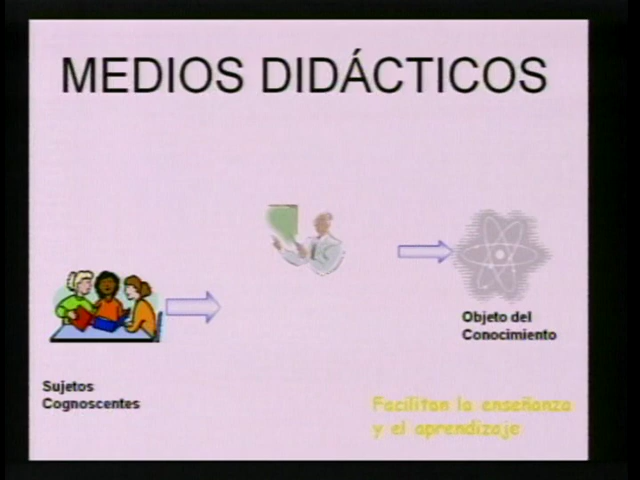 MEDIOS DIDÁCTICOS
Objeto del
Conocimiento
Sujetos
Cognoscentes
Facilitan la enseñanza
y el aprendizaje